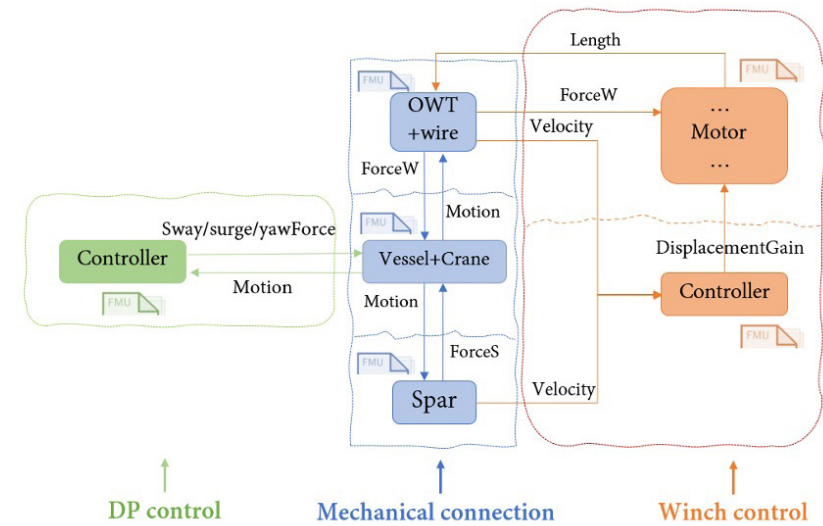 Length
FMU
FMU
OWT
+wire
ForceW
Velocity
...
Motor
...
ForceW
Motion
Sway/surge/yawForce
FMU
Controller
Vessel+Crane
DisplacementGain
Motion
Motion
Controller
FMU
FMU
FMU
ForceS
Velocity
Spar
DP control
Mechanical connection
Winch control